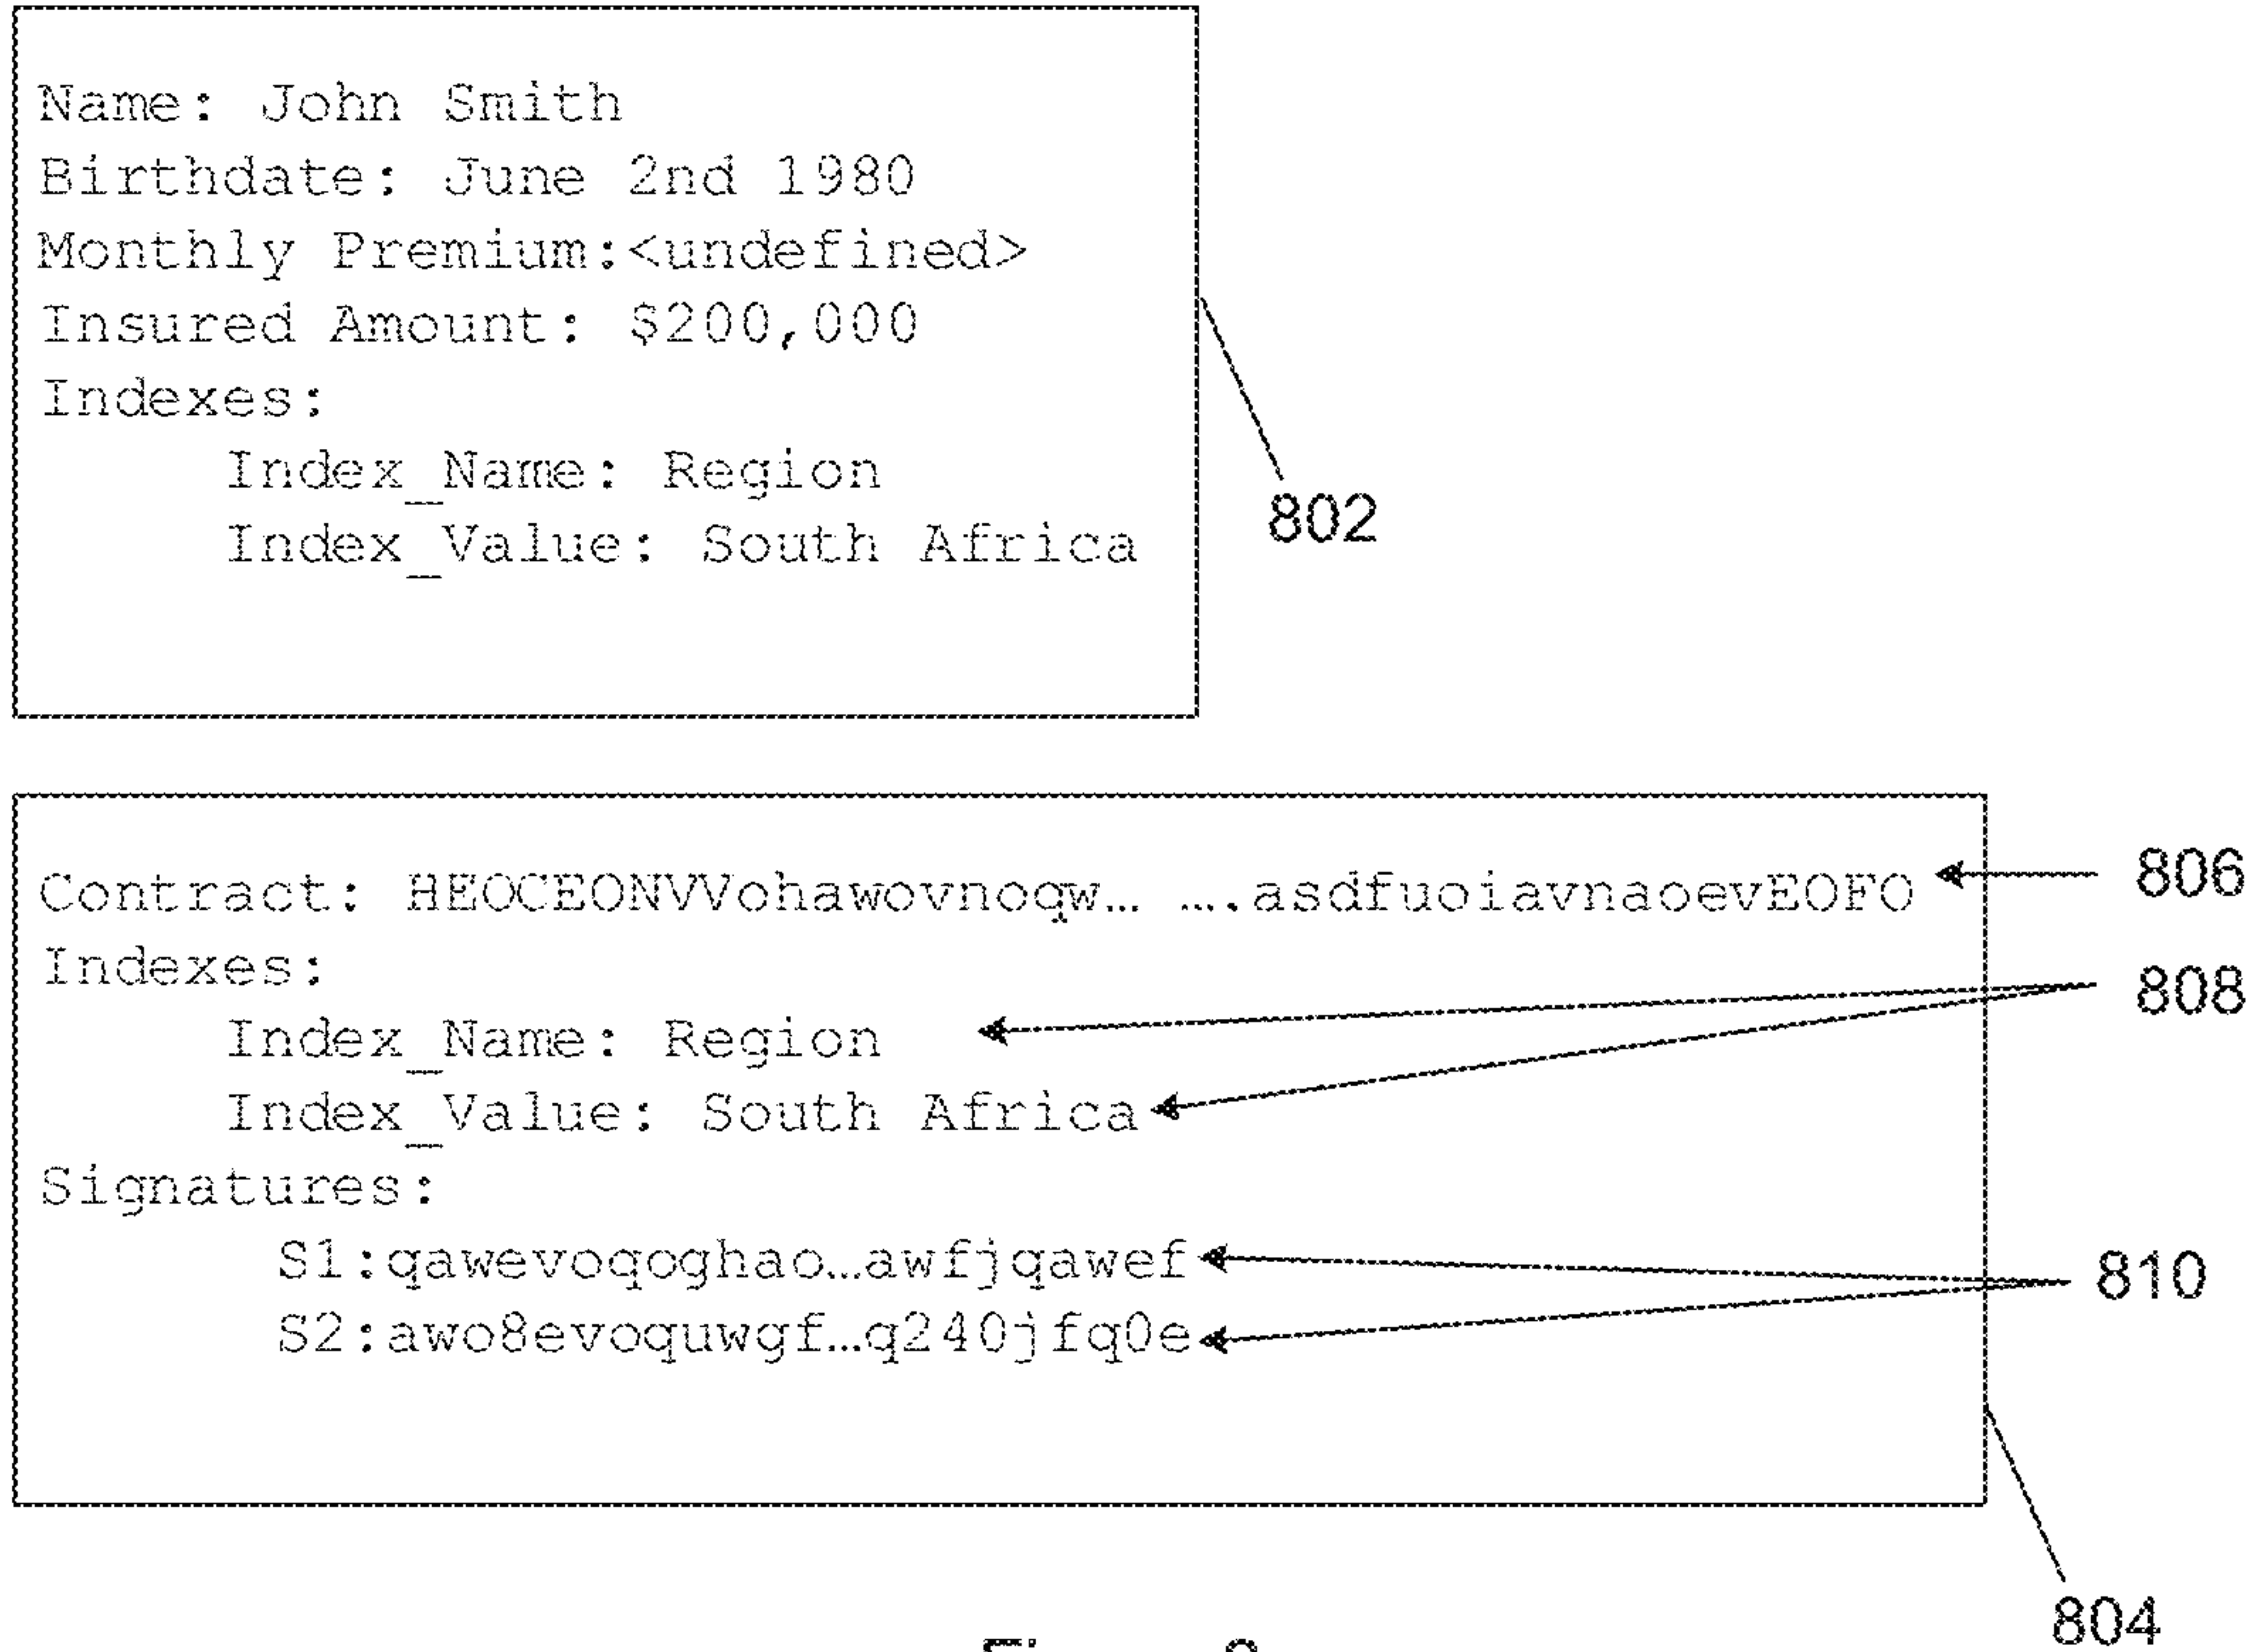 Name: John Smith
Birthdate: June 2nd 1980
Monthly Premium:<undefined>
Insured Amount: $200,000
Indexes:
Index_Name: Region
Index_Value: South Africa
802
Contract: HEOCEONVVohawovnoqw… ….asdfuoiavnaoevEOFO
806
Indexes:
808
Index_Name: Region
Index_Value: South Africa
Signatures:
S1:qawevoqoghao…awfjqawef
810
S2:awo8evoquwgf…q240jfq0e
804